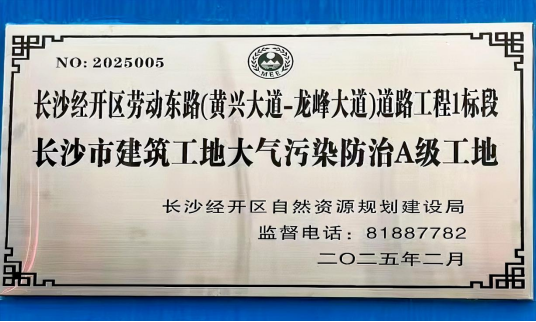 NO: 2025005
MEE
长沙经开区劳动东路(黄兴大道-龙峰大道)道路工程1标段
长沙市建筑工地大气污染防治A级工地
长沙经开区自然资源规划建设局
监督电话：81887782
二〇二五年二月